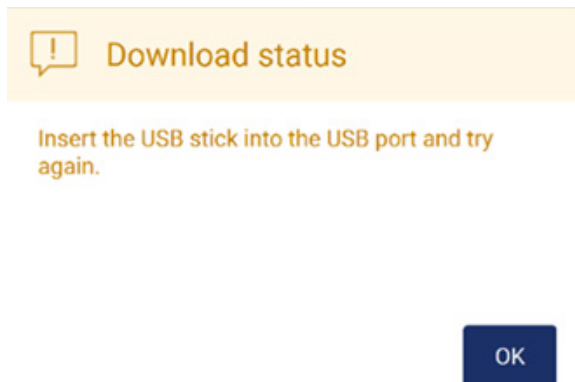 Download status
Insert the USB stick into the USB port and try
again.
OK